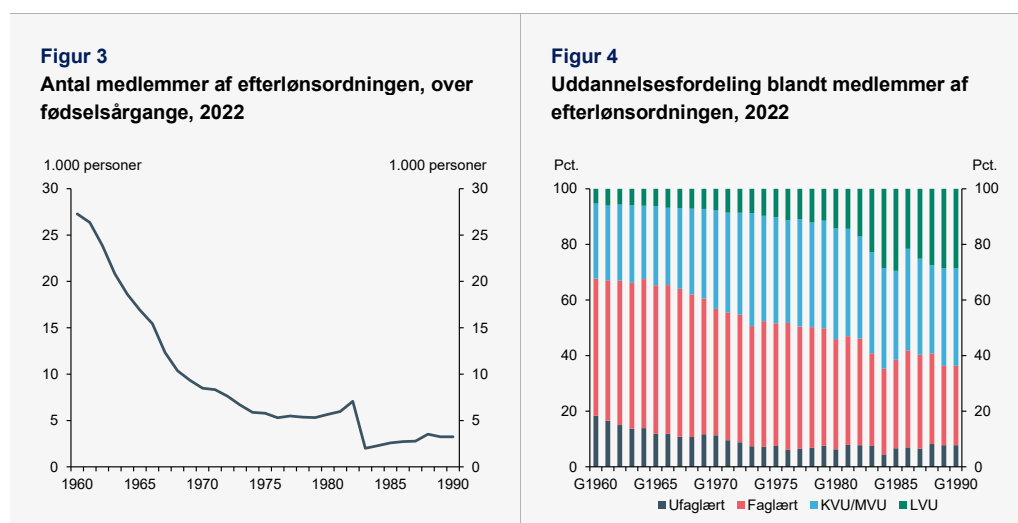 Figur 3
Antal medlemmer af efterlønsordningen, over
fødselsårgange, 2022
1.000 personer 1.000 personer
30 30
25 25
20 20
15 15
10 10
5 5
0 0
1960 1965 1970 1975 1980 1985 1990
Figur 4
Uddannelsesfordeling blandt medlemmer af
efterlønsordningen, 2022
Pct. Pct.
100 100
80 80
60 60
40 40
20 20
0 0
G1960 G1965 G1970 G1975 G1980 G1985 G1990
Ufaglært Faglært KVU/MVU LVU